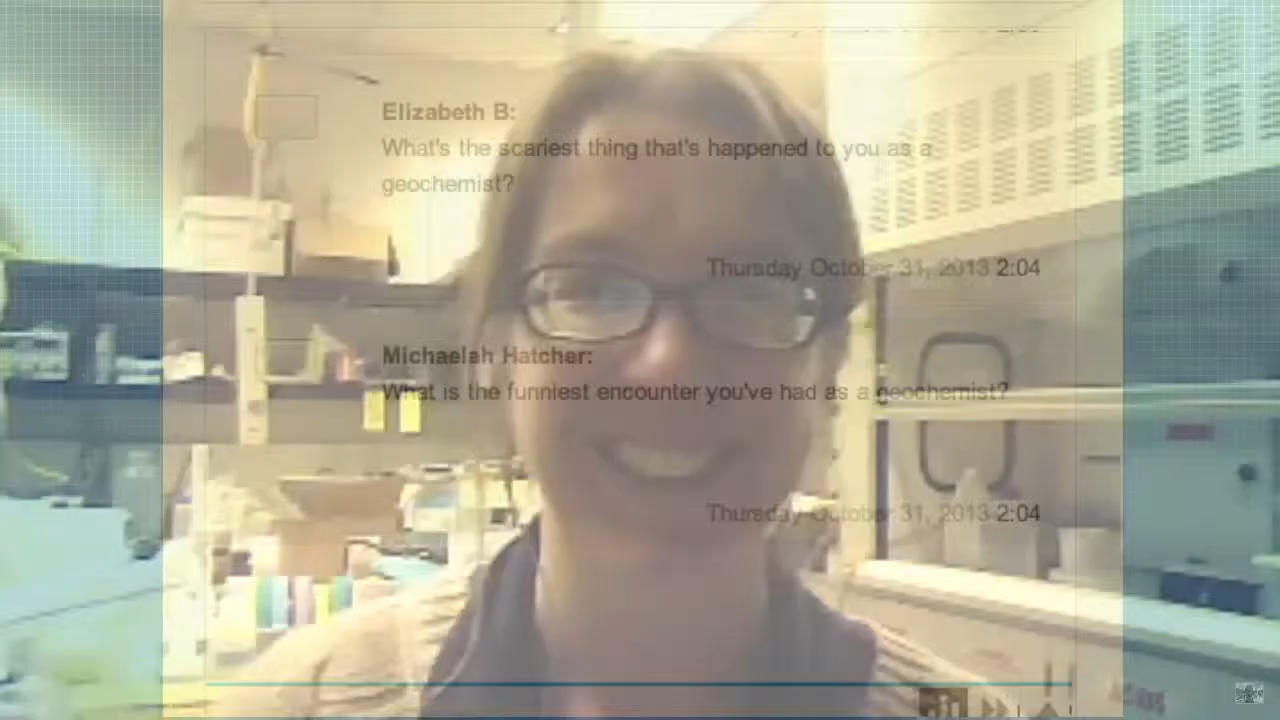 Elizabeth B:
What's the scariest thing that's happened to you as a
geochemist?
Thursday October 31, 2013 2:04
Michaelah Hatcher:
What is the funniest encounter you've had as a geochemist?
Thursday October 31, 2013 2:04